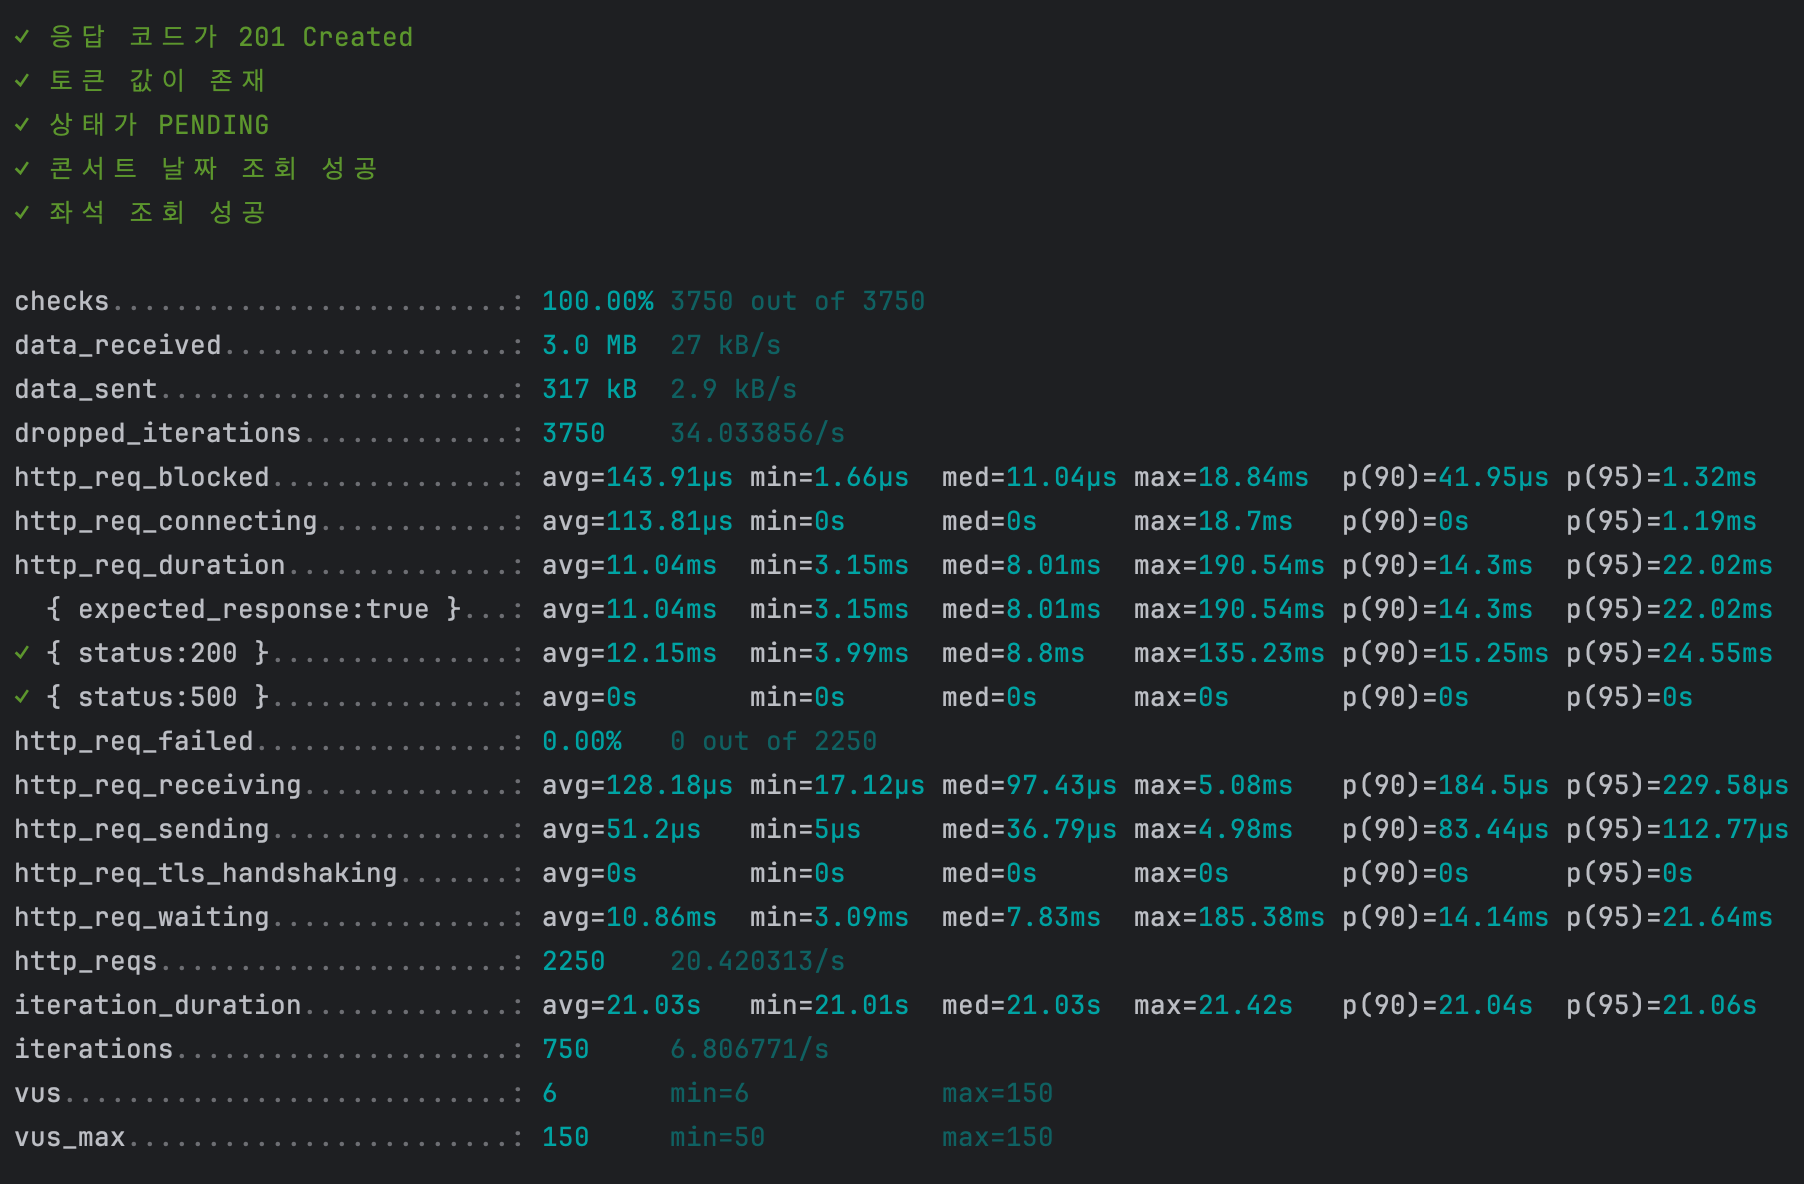 ✓ 응답 코드가 201 Created
✓ 토큰 값이 존재
✓ 상태가 PENDING
✓ 콘서트 날짜 조회 성공
✓ 좌석 조회 성공
checks.........................: 100.00% 3750 out of 3750
data_received..................: 3.0 MB 27 kB/s
data_sent......................: 317 kB 2.9 kB/s
dropped_iterations.............: 3750 34.033856/s
http_req_blocked...............: avg=143.91µs min=1.66µs med=11.04µs max=18.84ms p(90)=41.95µs p(95)=1.32ms
http_req_connecting............: avg=113.81µs min=0s med=0s max=18.7ms p(90)=0s p(95)=1.19ms
http_req_duration..............: avg=11.04ms min=3.15ms med=8.01ms max=190.54ms p(90)=14.3ms p(95)=22.02ms
{ expected_response:true }...: avg=11.04ms min=3.15ms med=8.01ms max=190.54ms p(90)=14.3ms p(95)=22.02ms
✓ { status:200 }...............: avg=12.15ms min=3.99ms med=8.8ms max=135.23ms p(90)=15.25ms p(95)=24.55ms
✓ { status:500 }...............: avg=0s min=0s med=0s max=0s p(90)=0s p(95)=0s
http_req_failed................: 0.00% 0 out of 2250
http_req_receiving.............: avg=128.18µs min=17.12µs med=97.43µs max=5.08ms p(90)=184.5µs p(95)=229.58µs
http_req_sending...............: avg=51.2µs min=5µs med=36.79µs max=4.98ms p(90)=83.44µs p(95)=112.77µs
http_req_tls_handshaking.......: avg=0s min=0s med=0s max=0s p(90)=0s p(95)=0s
http_req_waiting...............: avg=10.86ms min=3.09ms med=7.83ms max=185.38ms p(90)=14.14ms p(95)=21.64ms
http_reqs......................: 2250 20.420313/s
iteration_duration.............: avg=21.03s min=21.01s med=21.03s max=21.42s p(90)=21.04s p(95)=21.06s
iterations.....................: 750 6.806771/s
vus............................: 6 min=6 max=150
vus_max........................: 150 min=50 max=150